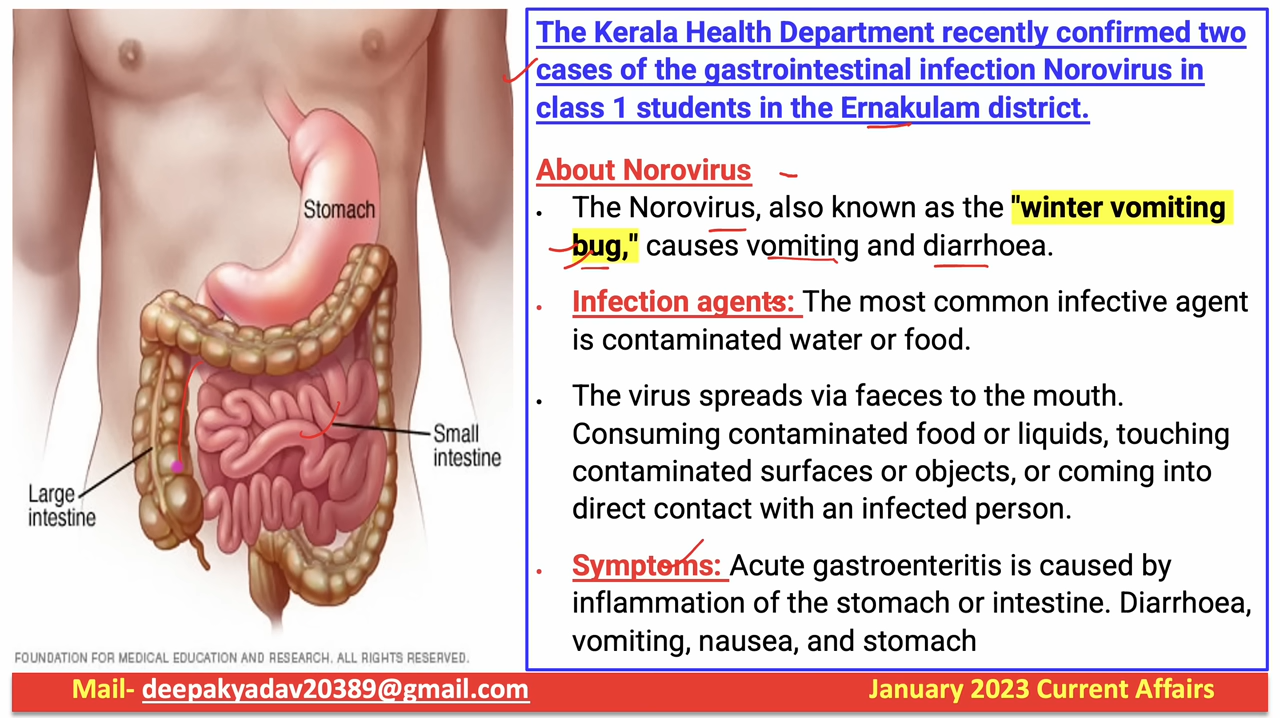 The Kerala Health Department recently confirmed two
cases of the gastrointestinal infection Norovirus in
class 1 students in the Ernakulam district.
About Norovirus
• The Norovirus, also known as the "winter vomiting
bug," causes vomiting and diarrhoea.
• Infection agents: The most common infective agent
is contaminated water or food.
• The virus spreads via faeces to the mouth.
Consuming contaminated food or liquids, touching
contaminated surfaces or objects, or coming into
direct contact with an infected person.
• Symptoms: Acute gastroenteritis is caused by
inflammation of the stomach or intestine. Diarrhoea,
vomiting, nausea, and stomach
Stomach
Small
intestine
Large
intestine
FOUNDATION FOR MEDICAL EDUCATION AND RESEARCH. ALL RIGHTS RESERVED.
Mail- deepakyadav20389@gmail.com
January 2023 Current Affairs